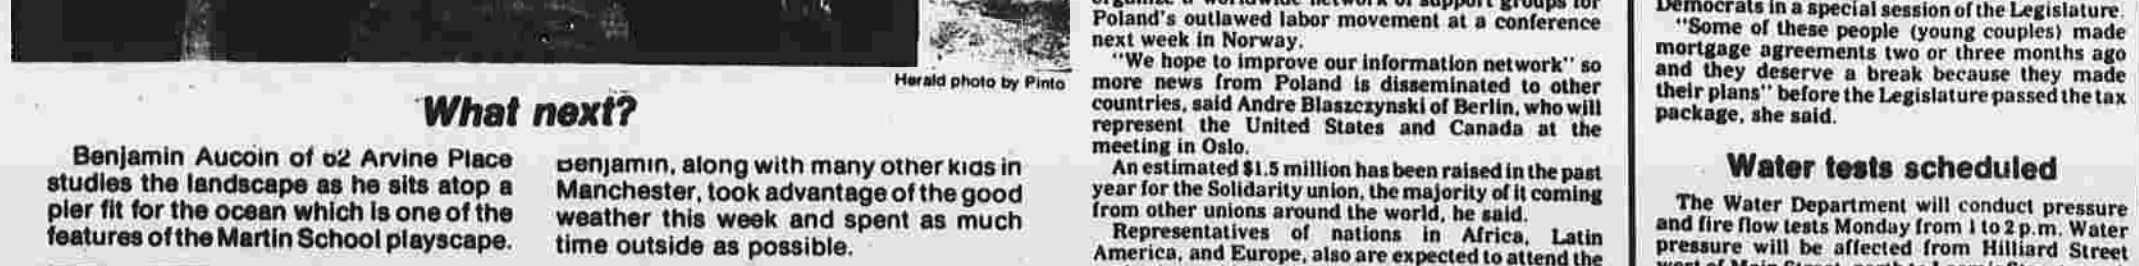 Herald photo by Pinto
What next?
Benjamin Aucoin of 62 Arvine Place
studies the landscape as he sits atop a
pier fit for the ocean which is one of the
features of the Martin School playscape.
Benjamin, along with many other kids in
Manchester, took advantage of the good
weather this week and spent as much
time outside as possible.
organize a worldwide network of support groups for
Poland's outlawed labor movement at a conference
next week in Norway.
"We hope to improve our information network" so
more news from Poland is disseminated to other
countries, said Andre Blaszczynski of Berlin, who will
represent the United States and Canada at the
meeting in Oslo.
An estimated $1.5 million has been raised in the past
year for the Solidarity union, the majority of it coming
from other unions around the world, he said.
Representatives of nations in Africa, Latin
America, and Europe, also are expected to attend the
Democrats in a special session of the Legislature.
"Some of these people (young couples) made
mortgage agreements two or three months ago
and they deserve a break because they made
their plans" before the Legislature passed the tax
package, she said.
Water tests scheduled
The Water Department will conduct pressure
and fire flow tests Monday from 1 to 2 p.m. Water
pressure will be affected from Hilliard Street